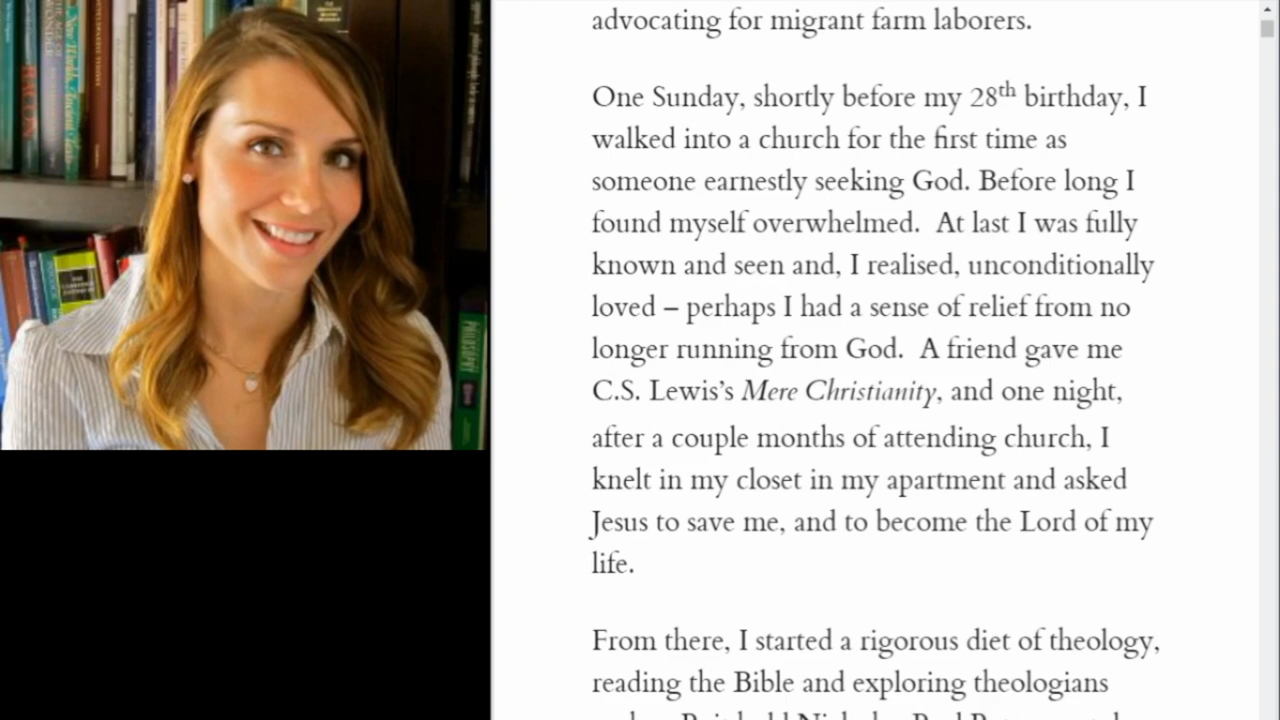 advocating for migrant farm laborers.
One Sunday, shortly before my 28th birthday, I
walked into a church for the first time as
someone earnestly seeking God. Before long I
found myself overwhelmed. At last I was fully
known and seen and, I realised, unconditionally
loved – perhaps I had a sense of relief from no
longer running from God. A friend gave me
C.S. Lewis’s Mere Christianity, and one night,
after a couple months of attending church, I
knelt in my closet in my apartment and asked
Jesus to save me, and to become the Lord of my
life.
From there, I started a rigorous diet of theology,
reading the Bible and exploring theologians
PHILOSOPHY